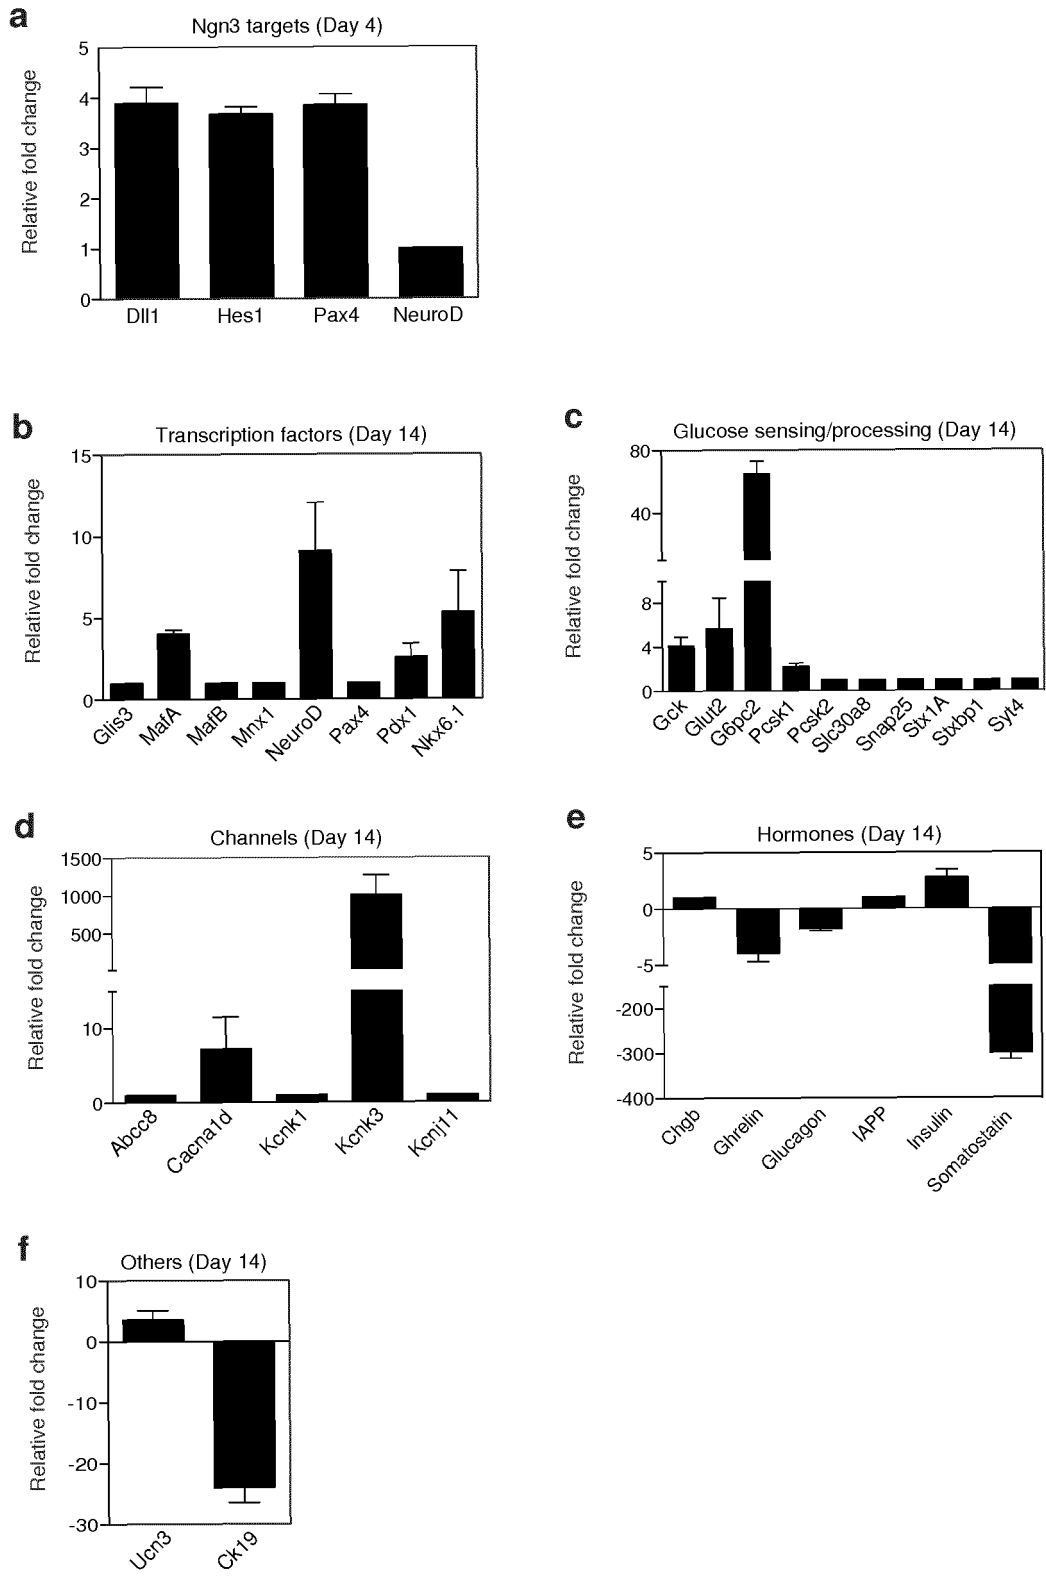 a
Ngn3 targets (Day 4)
Relative fold change
5
4
3
2
1
0
Dll1 Hes1 Pax4 NeuroD
b
Transcription factors (Day 14)
Relative fold change
15
10
5
0
Glis3 MafA MafB Mnx1 NeuroD Pax4 Pdx1 Nkx6.1
c
Glucose sensing/processing (Day 14)
Relative fold change
80
40
8
4
0
Gck Glut2 G6pc2 Pcsk1 Pcsk2 Slc30a8 Snap25 Stx1A Stxbp1 Syt4
d
Channels (Day 14)
Relative fold change
1500
1000
500
10
0
Abcc8 Cacna1d Kcnk1 Kcnk3 Kcnj11
e
Hormones (Day 14)
Relative fold change
5
0
-5
-200
-300
-400
Chgb Ghrelin Glucagon IAPP Insulin Somatostatin
f
Others (Day 14)
Relative fold change
10
0
-10
-20
-30
Ucn3 Ck19